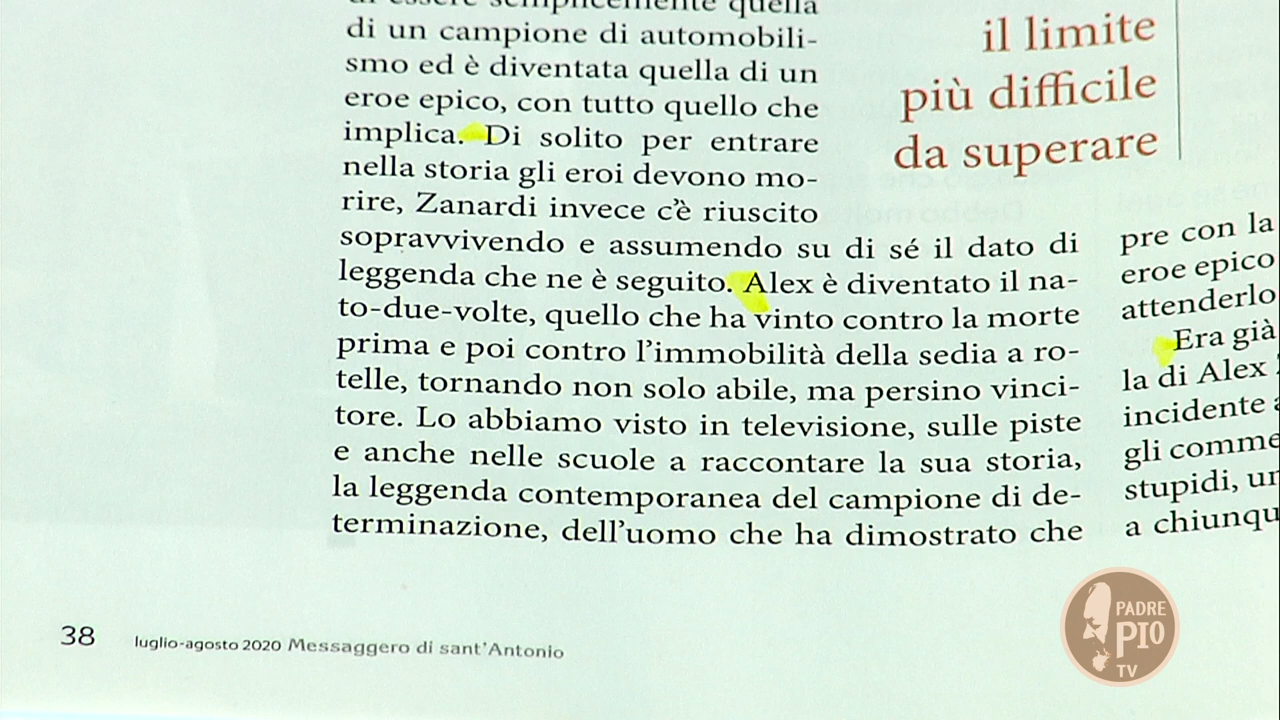 di essere semplicemente quella
di un campione di automobili-
smo ed è diventata quella di un
eroe epico, con tutto quello che
implica. Di solito per entrare
nella storia gli eroi devono mo-
rire, Zanardi invece c'è riuscito
sopravvivendo e assumendo su di sé il dato di
leggenda che ne è seguito. Alex è diventato il na-
to-due-volte, quello che ha vinto contro la morte
prima e poi contro l'immobilità della sedia a ro-
telle, tornando non solo abile, ma persino vinci-
tore. Lo abbiamo visto in televisione, sulle piste
e anche nelle scuole a raccontare la sua storia,
la leggenda contemporanea del campione di de-
terminazione, dell'uomo che ha dimostrato che
il limite
più difficile
da superare
pre con la
eroe epico
attenderlo
Era già
la di Alex
incidente
gli comme
stupidi, un
a chiunqu
38 luglio-agosto 2020 Messaggero di sant'Antonio
PADRE
PIO
TV